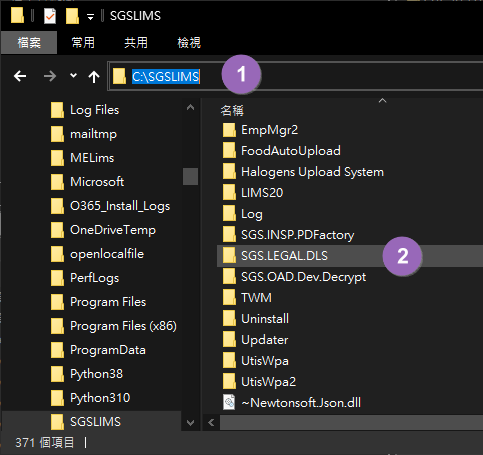 SGSLIMS
檔案 常用 共用 檢視
C:\SGSLIMS
1
Log Files
mailtmp
MELims
Microsoft
O365_Install_Logs
OneDriveTemp
openlocalfile
PerfLogs
Program Files
Program Files (x86)
ProgramData
Python38
Python310
SGSLIMS
名稱
EmpMgr2
FoodAutoUpload
Halogens Upload System
LIMS20
Log
SGS.INSP.PDFactory
SGS.LEGAL.DLS
2
SGS.OAD.Dev.Decrypt
TWM
Uninstall
Updater
UtisWpa
UtisWpa2
~Newtonsoft.Json.dll
371 個項目